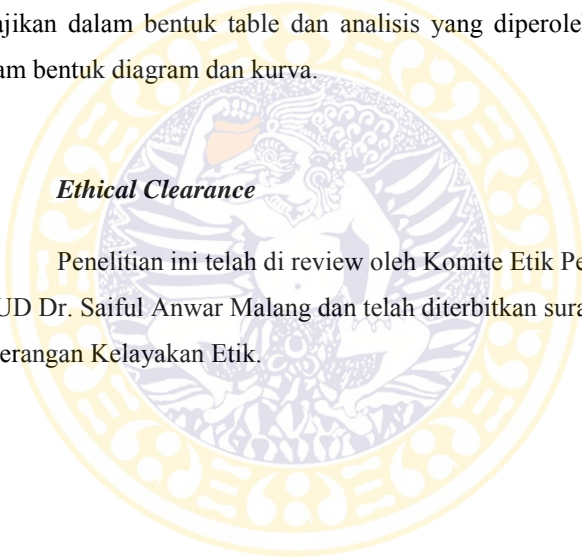 ajikan dalam bentuk table dan analisis yang diperoleh
am bentuk diagram dan kurva.
Ethical Clearance
Penelitian ini telah di review oleh Komite Etik Pe
UD Dr. Saiful Anwar Malang dan telah diterbitkan sura
erangan Kelayakan Etik.